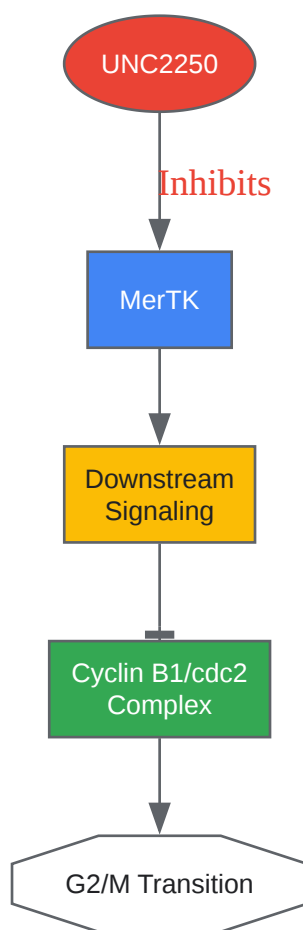 UNC2250
Inhibits
MerTK
Downstream
Signaling
Cyclin B1/cdc2
Complex
G2/M Transition